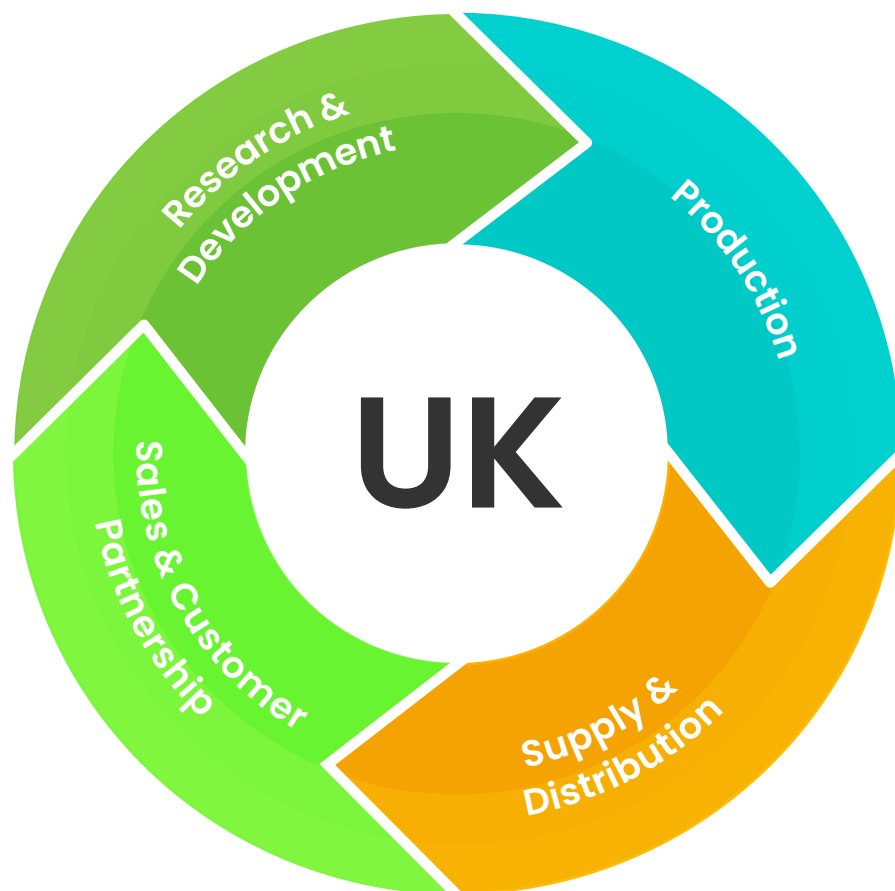 Research &
Development
Production
Supply &
Distribution
Sales & Customer
Partnership
UK